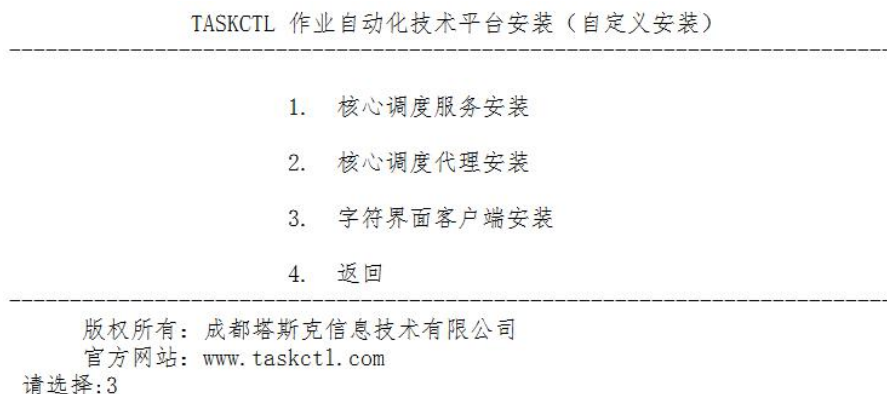 TASKCTL 作业自动化技术平台安装（自定义安装）
1. 核心调度服务安装
2. 核心调度代理安装
3. 字符界面客户端安装
4. 返回
版权所有：成都塔斯克信息技术有限公司
官方网站：www.taskctl.com
请选择:3